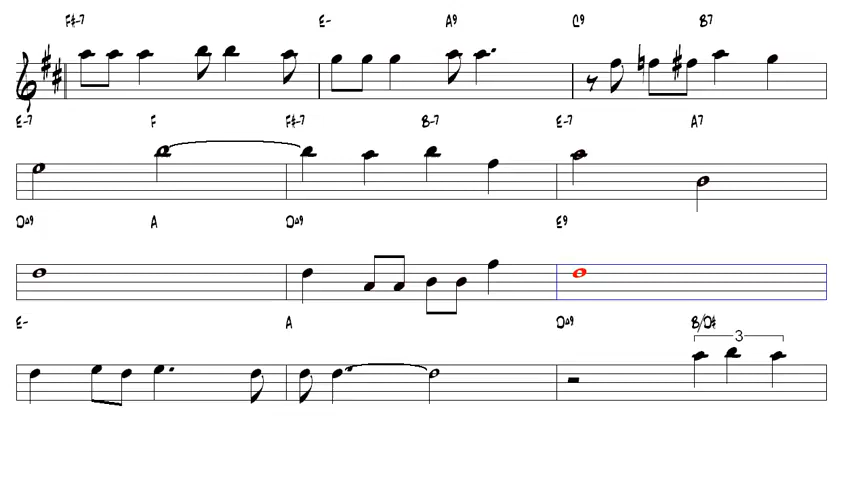 F#-7 E- A9 C9 B7
E-7 F F#-7 B-7 E-7 A7
D△9 A D△9 E9
E- A D△9 B/D#
3